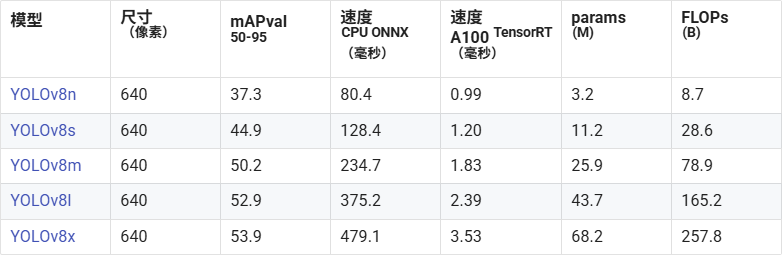 模型 尺寸 mAPval 速度 速度 params FLOPs
（像素） 50-95 CPU ONNX A100 TensorRT (M) (B)
（毫秒） （毫秒）
YOLOv8n 640 37.3 80.4 0.99 3.2 8.7
YOLOv8s 640 44.9 128.4 1.20 11.2 28.6
YOLOv8m 640 50.2 234.7 1.83 25.9 78.9
YOLOv8l 640 52.9 375.2 2.39 43.7 165.2
YOLOv8x 640 53.9 479.1 3.53 68.2 257.8